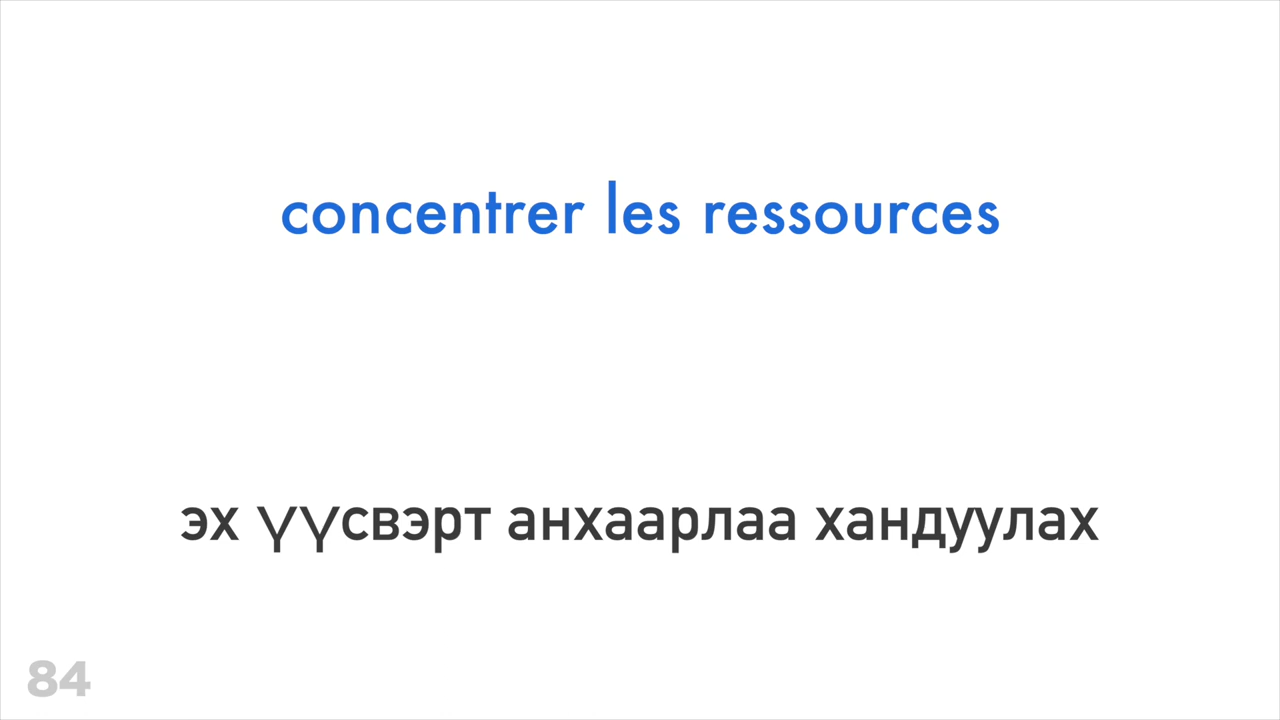 concentrer les ressources
эх үүсвэрт анхаарлаа хандуулах
84